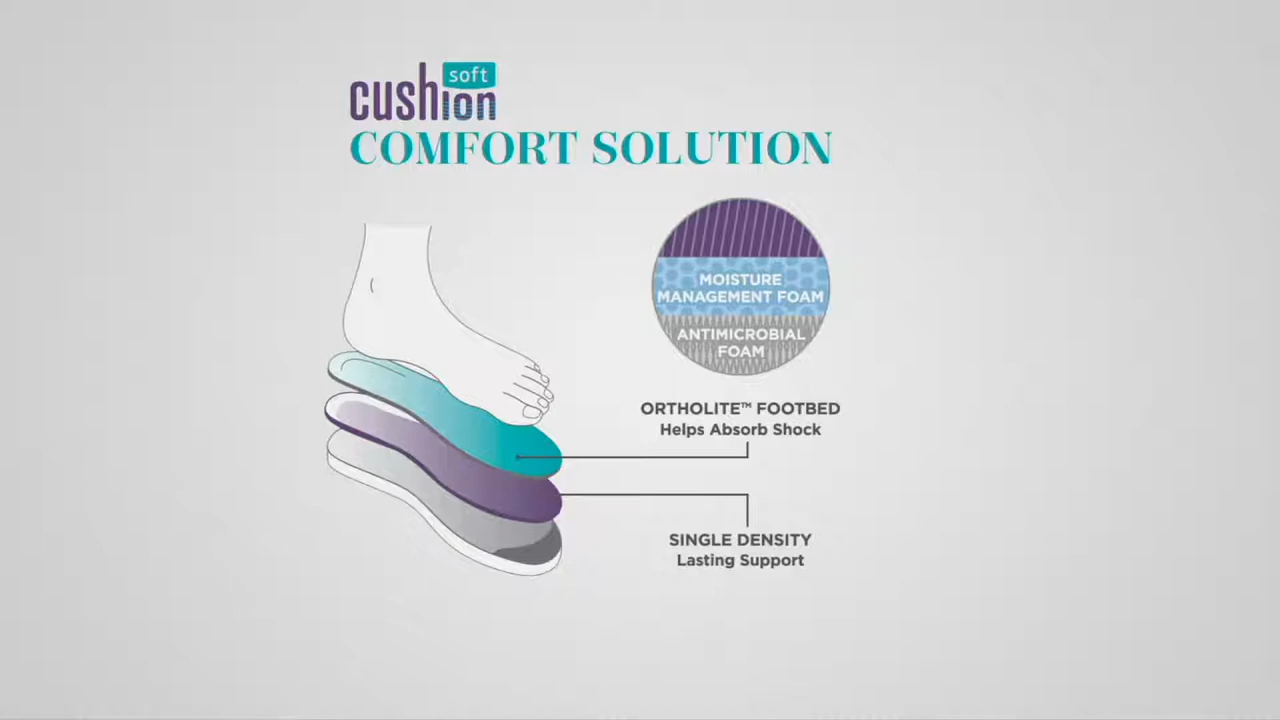 soft
cushion
COMFORT SOLUTION
MOISTURE
MANAGEMENT FOAM
ANTIMICROBIAL
FOAM
ORTHOLITE™ FOOTBED
Helps Absorb Shock
SINGLE DENSITY
Lasting Support